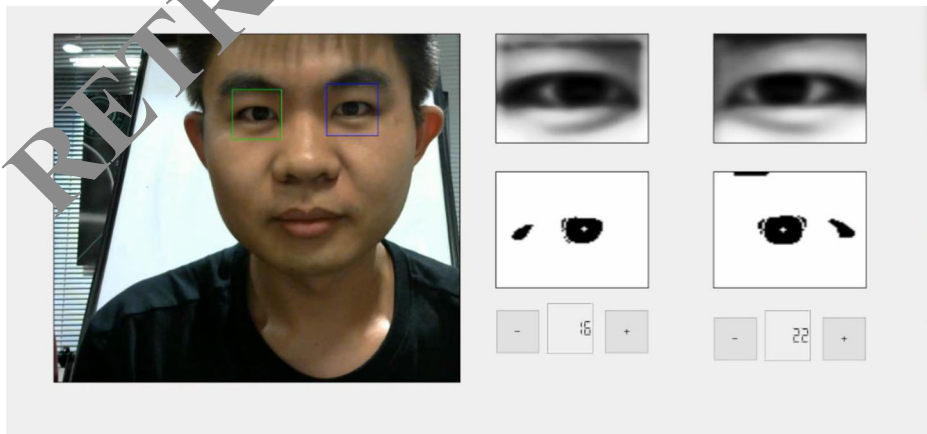 RETR
- 16 +
- 22 +